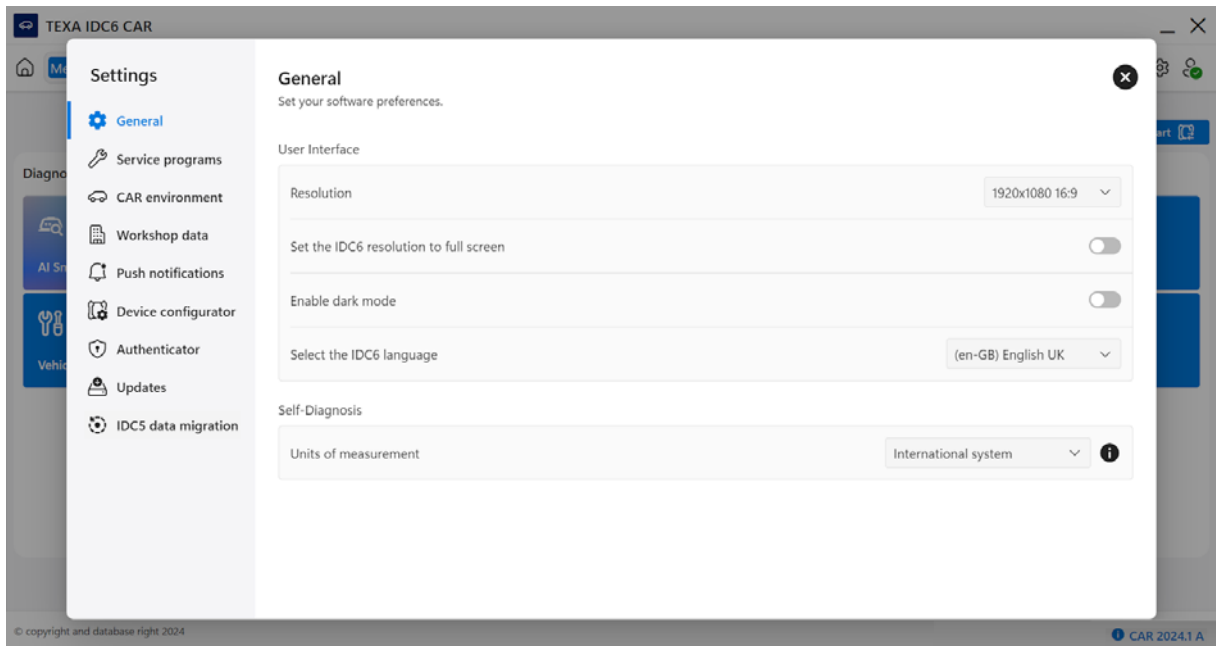 TEXA IDC6 CAR
Settings
General
Service programs
CAR environment
Workshop data
Push notifications
Device configurator
Authenticator
Updates
IDC5 data migration
General
Set your software preferences.
User Interface
Resolution 1920x1080 16:9
Set the IDC6 resolution to full screen
Enable dark mode
Select the IDC6 language (en-GB) English UK
Self-Diagnosis
Units of measurement International system
Me
art
Diagno
AI Sn
Vehic
© copyright and database right 2024
CAR 2024.1 A